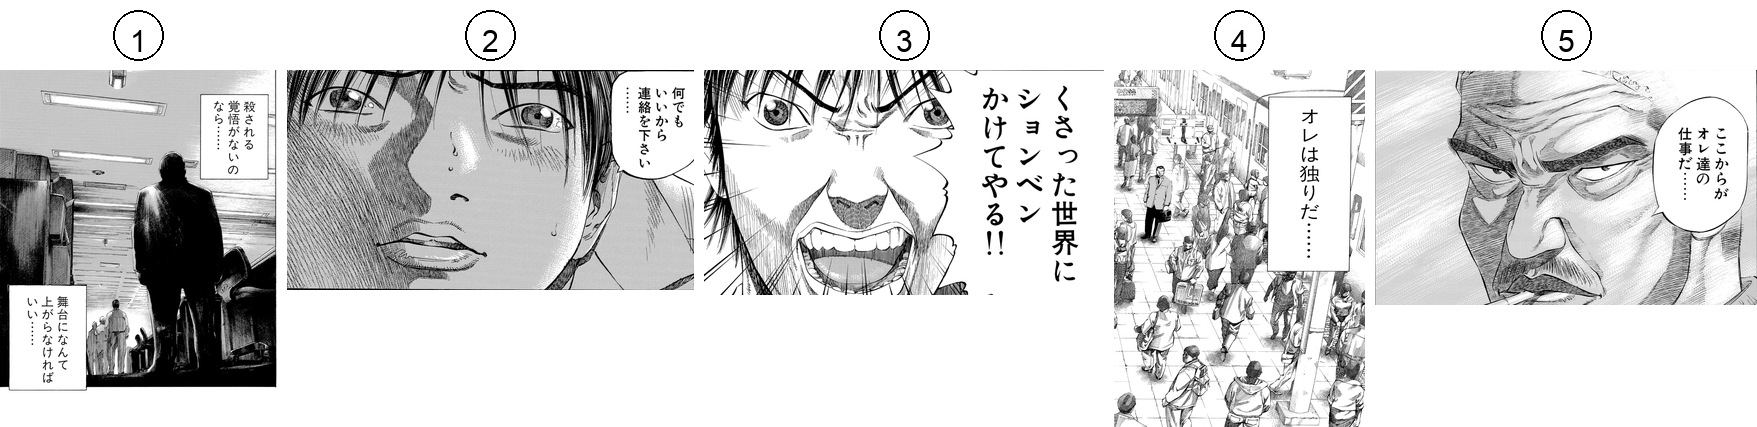 1
殺される
覚悟がないの
なら……
舞台になんて
上がらなければ
いい……
2
何でも
いいから
連絡を下さい
……
3
くさった世界に
ションベン
かけてやる!!
4
オレは独りだ……
5
ここからが
オレ達の
仕事だ……